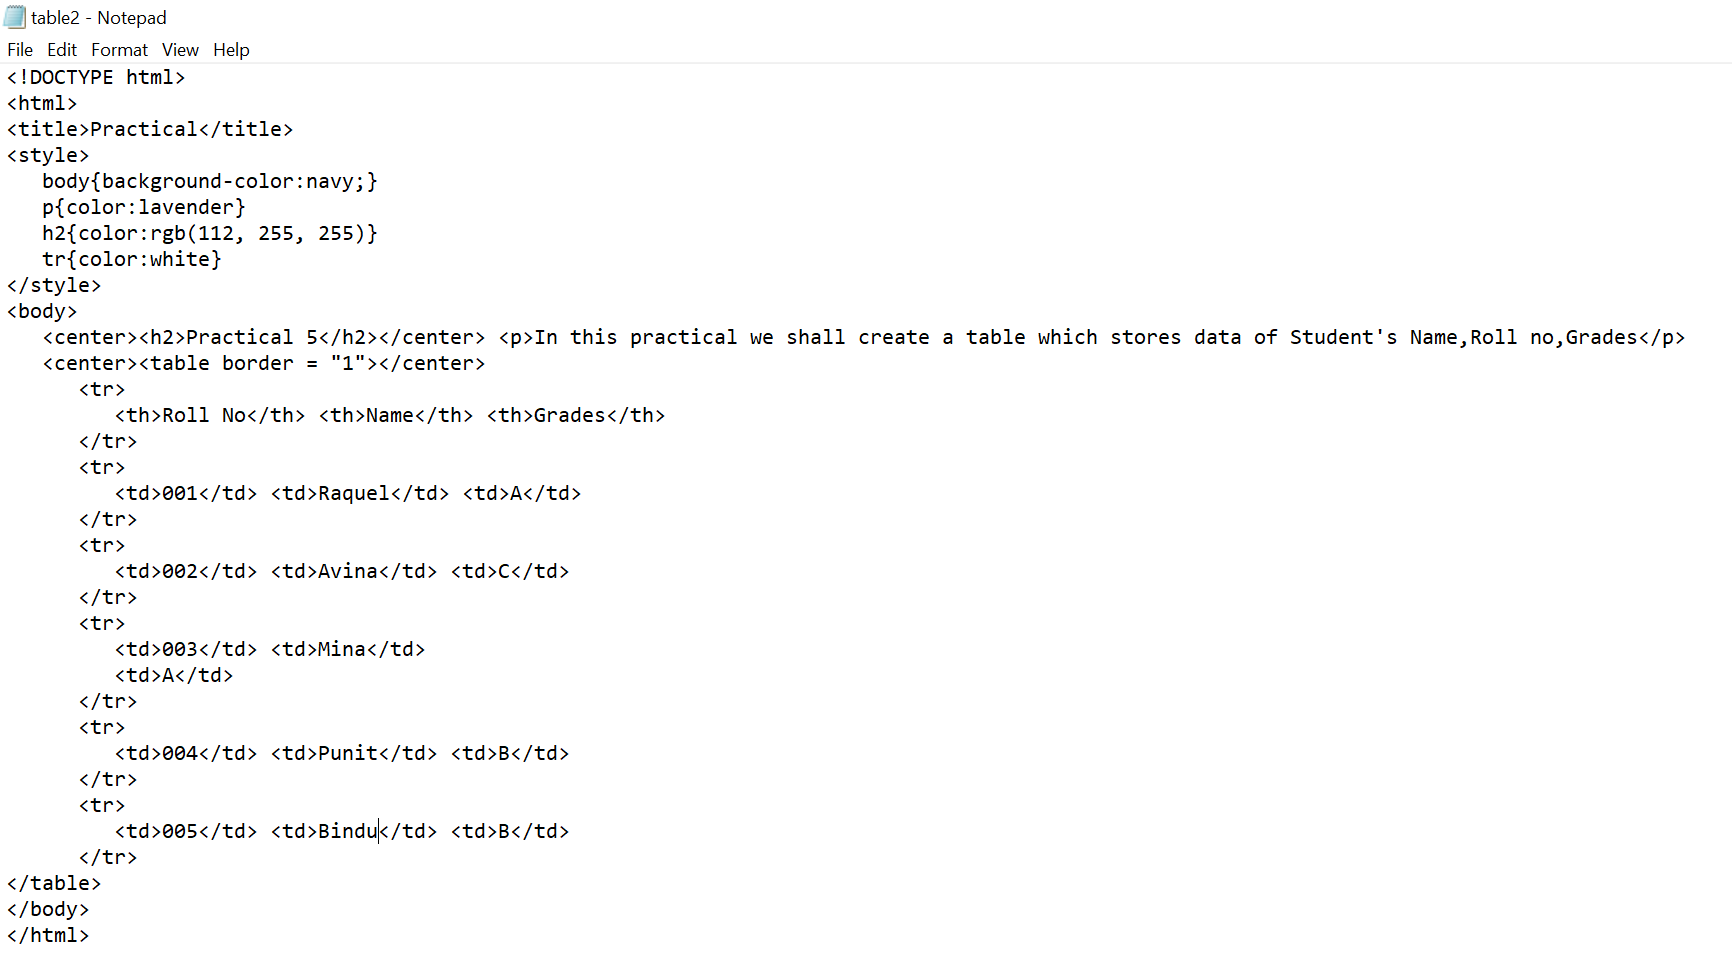 table2 - Notepad
File Edit Format View Help
<!DOCTYPE html>
<html>
<title>Practical</title>
<style>
   body{background-color:navy;}
   p{color:lavender}
   h2{color:rgb(112, 255, 255)}
   tr{color:white}
</style>
<body>
   <center><h2>Practical 5</h2></center> <p>In this practical we shall create a table which stores data of Student's Name,Roll no,Grades</p>
   <center><table border = "1"></center>
      <tr>
         <th>Roll No</th> <th>Name</th> <th>Grades</th>
      </tr>
      <tr>
         <td>001</td> <td>Raquel</td> <td>A</td>
      </tr>
      <tr>
         <td>002</td> <td>Avina</td> <td>C</td>
      </tr>
      <tr>
         <td>003</td> <td>Mina</td>
         <td>A</td>
      </tr>
      <tr>
         <td>004</td> <td>Punit</td> <td>B</td>
      </tr>
      <tr>
         <td>005</td> <td>Bindu</td> <td>B</td>
      </tr>
</table>
</body>
</html>